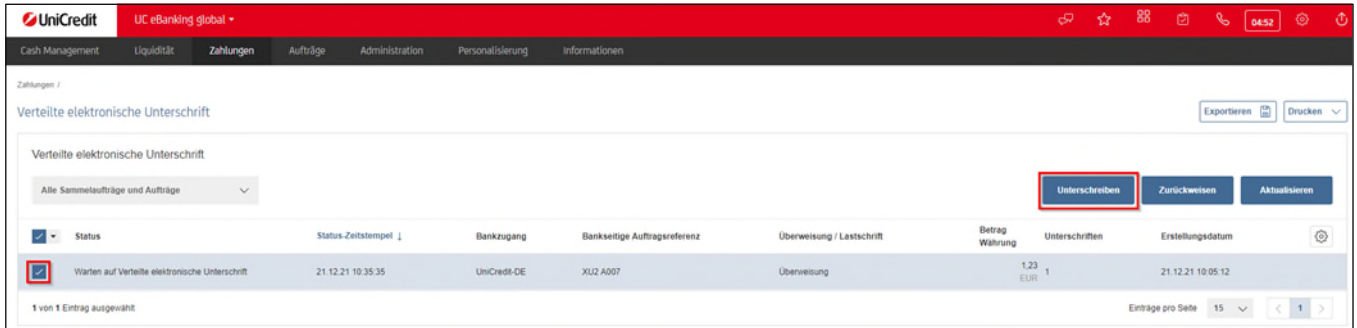 UniCredit UC eBanking global 04:52
Cash Management Liquidität Zahlungen Aufträge Administration Personalisierung Informationen
Zahlungen /
Verteilte elektronische Unterschrift Exportieren Drucken
Verteilte elektronische Unterschrift
Alle Sammelaufträge und Aufträge Unterschreiben Zurückweisen Aktualisieren
Status Status-Zeitstempel ↓ Bankzugang Bankseitige Auftragsreferenz Überweisung / Lastschrift Betrag Währung Unterschriften Erstellungsdatum
Warten auf Verteilte elektronische Unterschrift 21.12.21 10:35:35 UniCredit-DE XU2 A007 Überweisung 1,23 EUR 1 21.12.21 10:05:12
1 von 1 Eintrag ausgewählt Einträge pro Seite 15 < 1 >